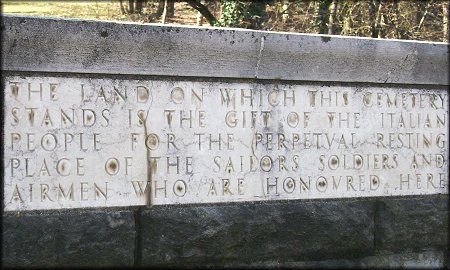 THE LAND ON WHICH THIS CEMETERY
STANDS IS THE GIFT OF THE ITALIAN
PEOPLE FOR THE PERPETVAL RESTING
PLACE OF THE SAILORS SOLDIERS AND
AIRMEN WHO ARE HONOVRED HERE